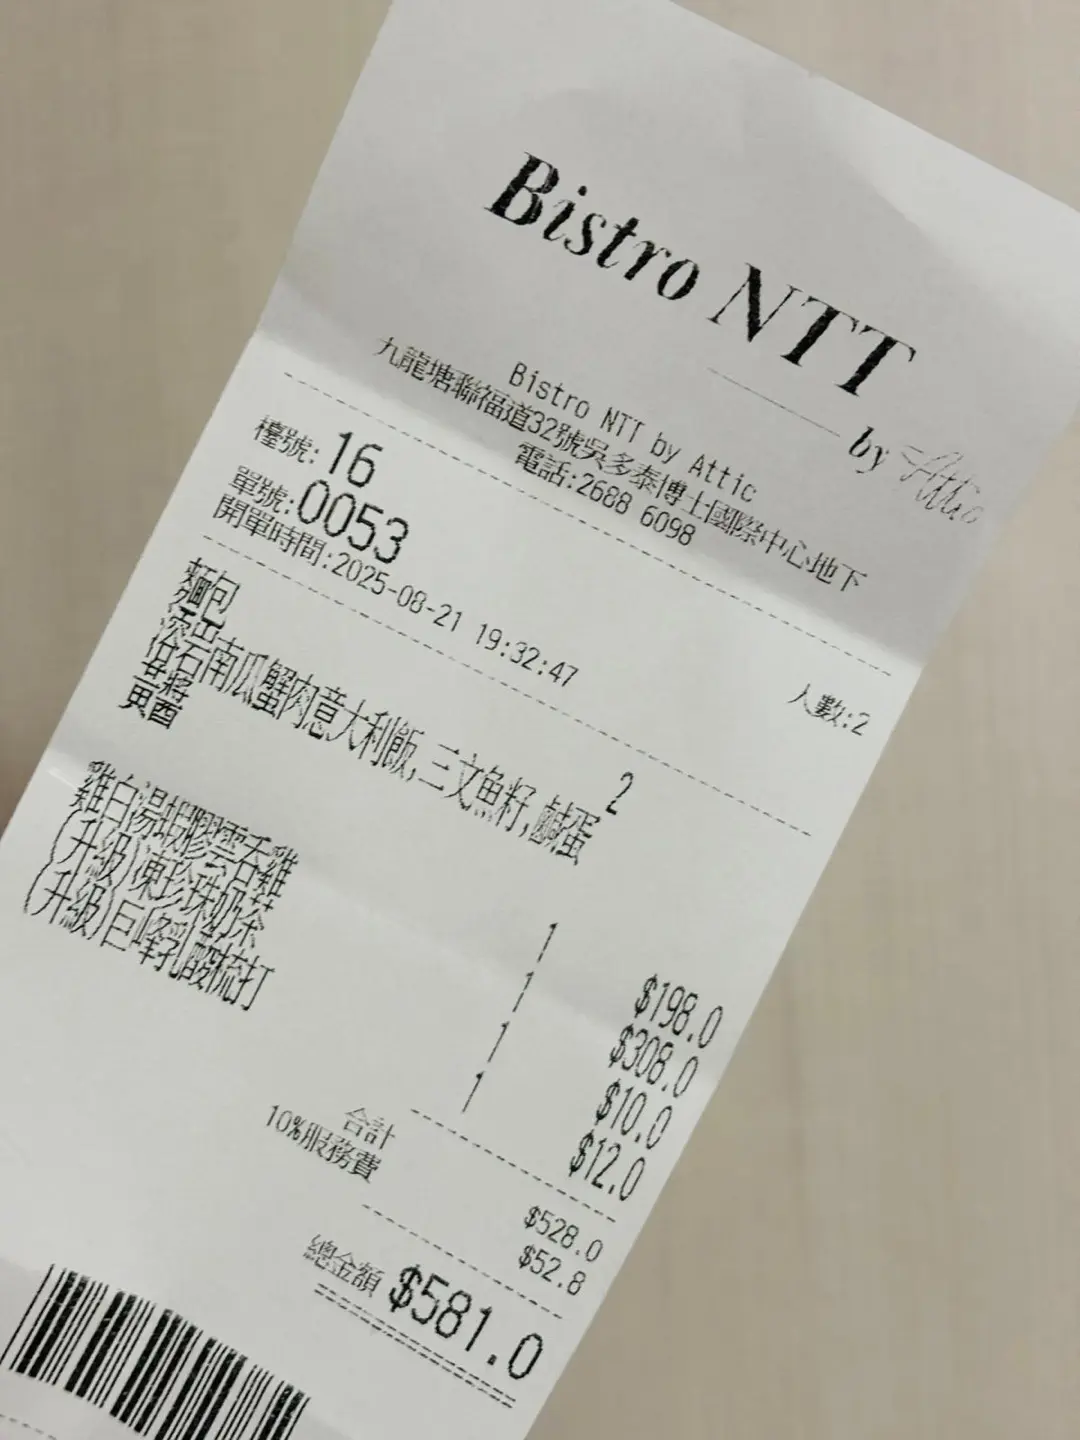 Bistro NTT
by Attic
Bistro NTT by Attic
九龍塘聯福道32號吳多泰博士國際中心地下
電話:2688 6098
檯號:16
單號:0053 人數:2
開單時間:2025-08-21 19:32:47
麵包 2
南瓜蟹肉意大利飯,三文魚籽,鹹蛋 1 $198.0
雞白湯蝦膠雲吞雞 1 $308.0
(升級)凍珍珠奶茶 1 $10.0
(升級)巨峰乳酸梳打 1 $12.0
合計 $528.0
10%服務費 $52.8
總金額 $581.0